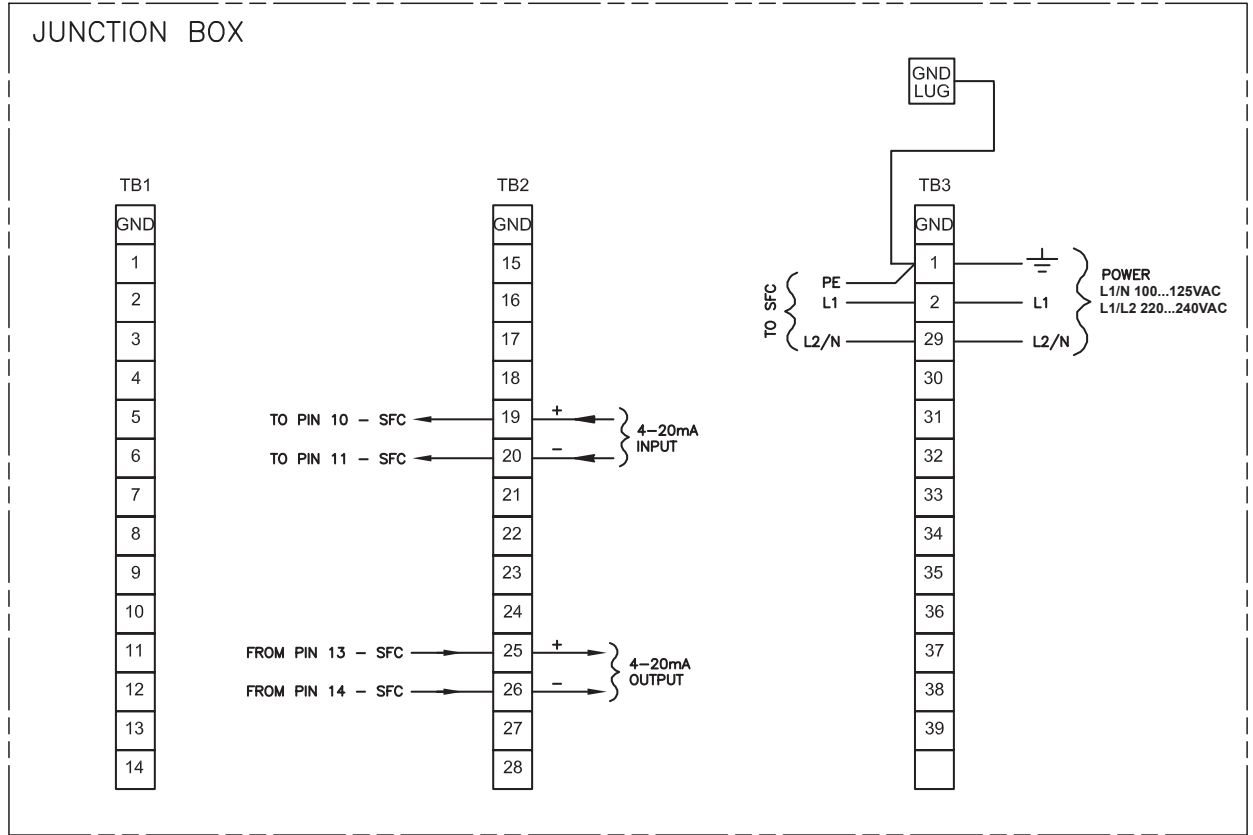 JUNCTION BOX
GND
LUG
TB1
GND
1
2
3
4
5
6
7
8
9
10
11
12
13
14
TB2
GND
15
16
17
18
19
20
21
22
23
24
25
26
27
28
TO PIN 10 – SFC
TO PIN 11 – SFC
+
–
4–20mA
INPUT
FROM PIN 13 – SFC
FROM PIN 14 – SFC
+
–
4–20mA
OUTPUT
TB3
GND
1
2
29
30
31
32
33
34
35
36
37
38
39
TO SFC
PE
L1
L2/N
L1
L2/N
POWER
L1/N 100...125VAC
L1/L2 220...240VAC